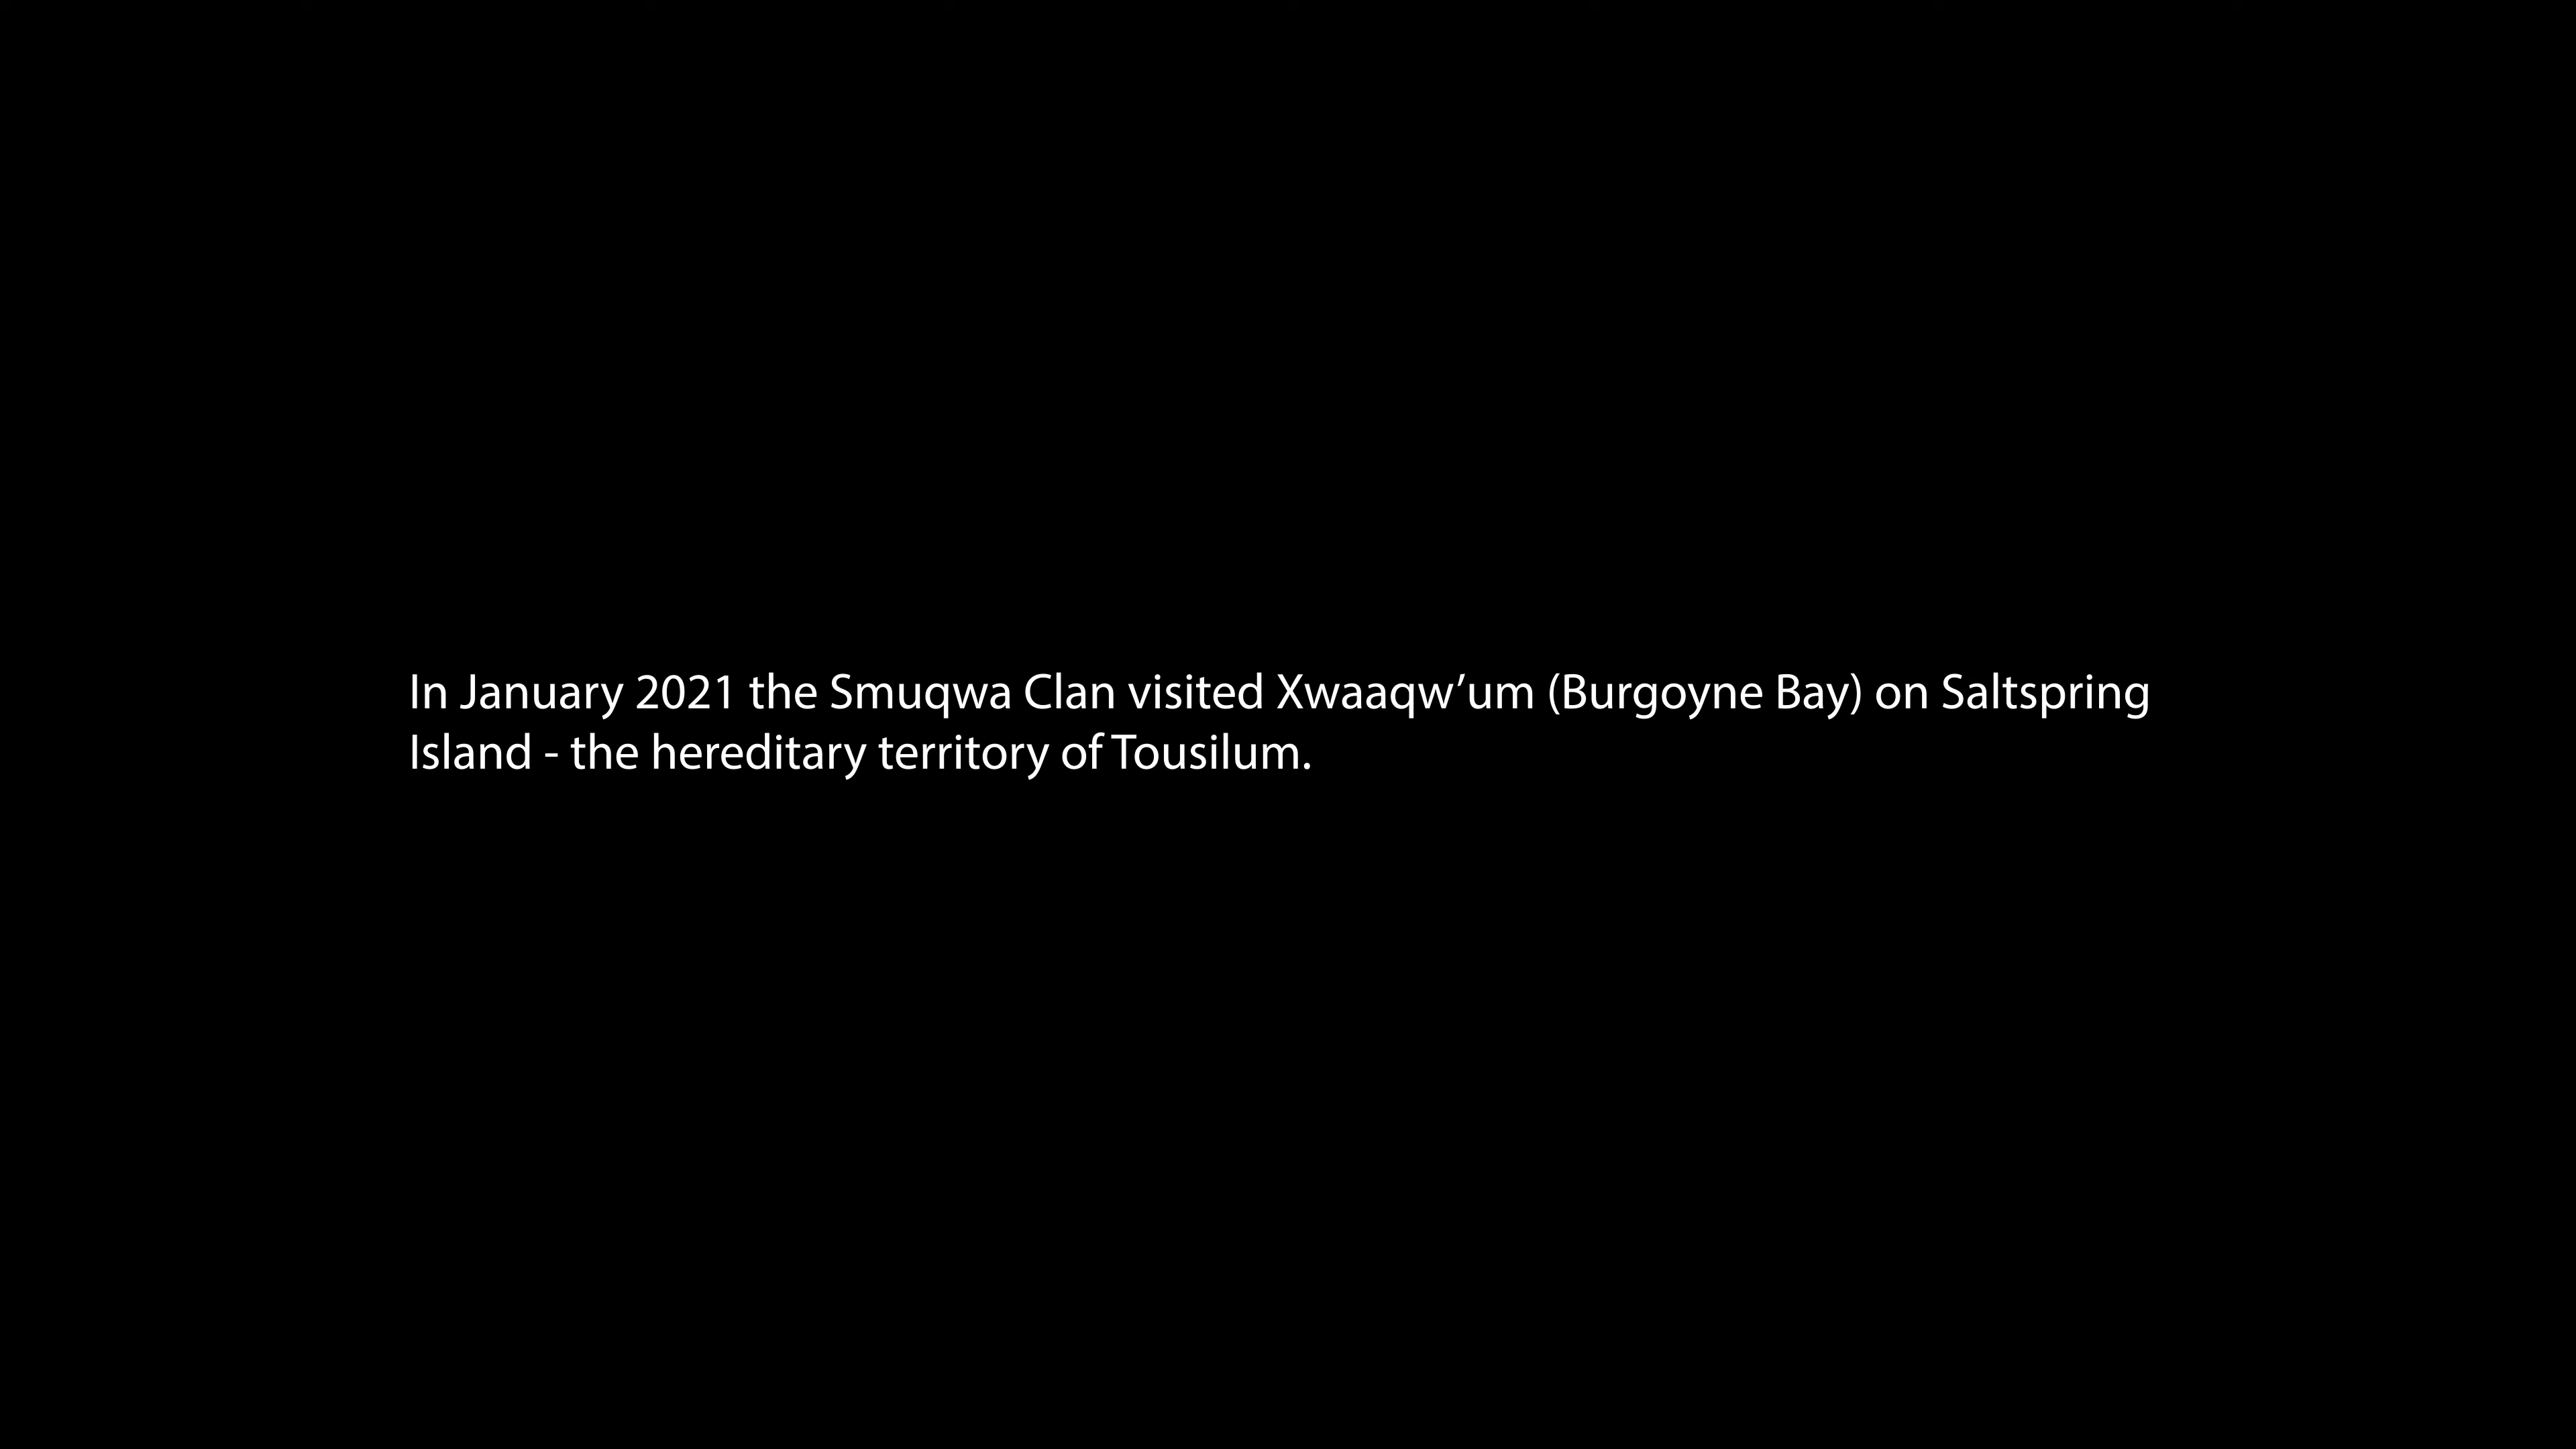 In January 2021 the Smuqwa Clan visited Xwaaqw’um (Burgoyne Bay) on Saltspring
Island - the hereditary territory of Tousilum.